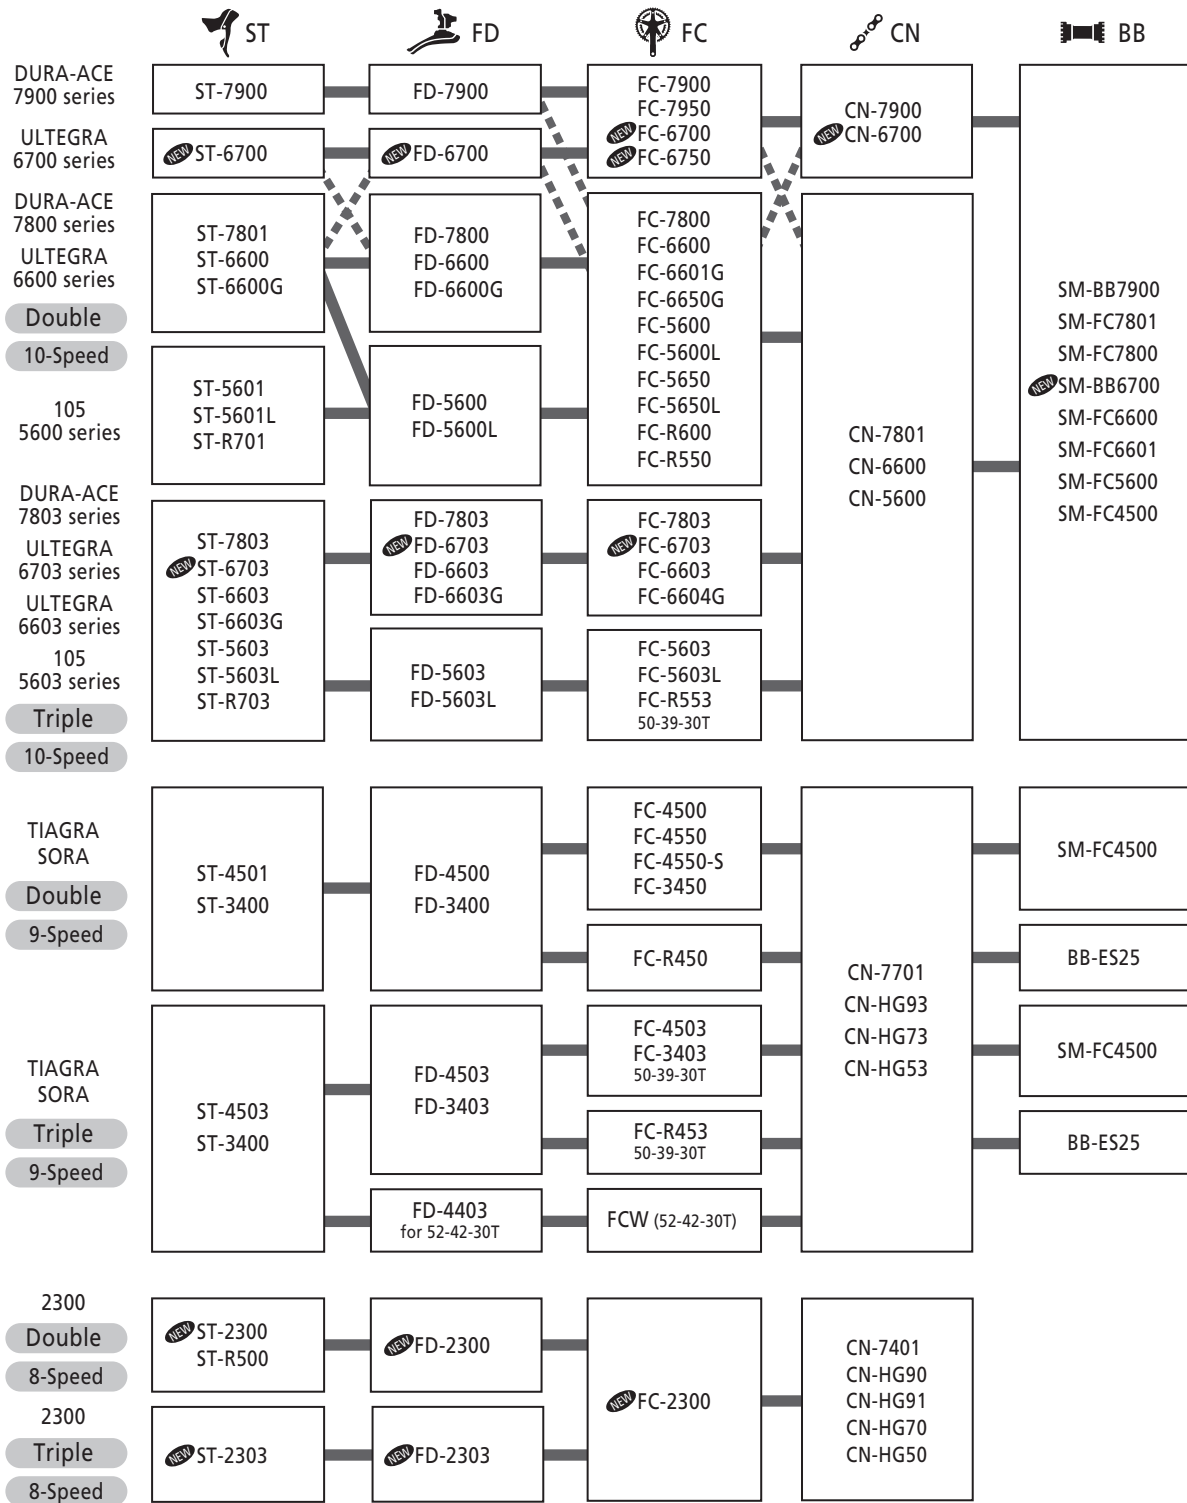 ST
FD
FC
CN
BB
DURA-ACE
7900 series
ST-7900
FD-7900
FC-7900
FC-7950
NEW FC-6700
NEW FC-6750
CN-7900
NEW CN-6700
ULTEGRA
6700 series
NEW ST-6700
NEW FD-6700
DURA-ACE
7800 series
ULTEGRA
6600 series
Double
10-Speed
ST-7801
ST-6600
ST-6600G
FD-7800
FD-6600
FD-6600G
FC-7800
FC-6600
FC-6601G
FC-6650G
FC-5600
FC-5600L
FC-5650
FC-5650L
FC-R600
FC-R550
105
5600 series
ST-5601
ST-5601L
ST-R701
FD-5600
FD-5600L
CN-7801
CN-6600
CN-5600
SM-BB7900
SM-FC7801
SM-FC7800
NEW SM-BB6700
SM-FC6600
SM-FC6601
SM-FC5600
SM-FC4500
DURA-ACE
7803 series
ULTEGRA
6703 series
ULTEGRA
6603 series
105
5603 series
Triple
10-Speed
ST-7803
NEW ST-6703
ST-6603
ST-6603G
ST-5603
ST-5603L
ST-R703
FD-7803
NEW FD-6703
FD-6603
FD-6603G
FC-7803
NEW FC-6703
FC-6603
FC-6604G
FD-5603
FD-5603L
FC-5603
FC-5603L
FC-R553
50-39-30T
TIAGRA
SORA
Double
9-Speed
ST-4501
ST-3400
FD-4500
FD-3400
FC-4500
FC-4550
FC-4550-S
FC-3450
FC-R450
CN-7701
CN-HG93
CN-HG73
CN-HG53
SM-FC4500
BB-ES25
TIAGRA
SORA
Triple
9-Speed
ST-4503
ST-3400
FD-4503
FD-3403
FC-4503
FC-3403
50-39-30T
SM-FC4500
FC-R453
50-39-30T
BB-ES25
FD-4403
for 52-42-30T
FCW (52-42-30T)
2300
Double
8-Speed
NEW ST-2300
ST-R500
NEW FD-2300
NEW FC-2300
CN-7401
CN-HG90
CN-HG91
CN-HG70
CN-HG50
2300
Triple
8-Speed
NEW ST-2303
NEW FD-2303